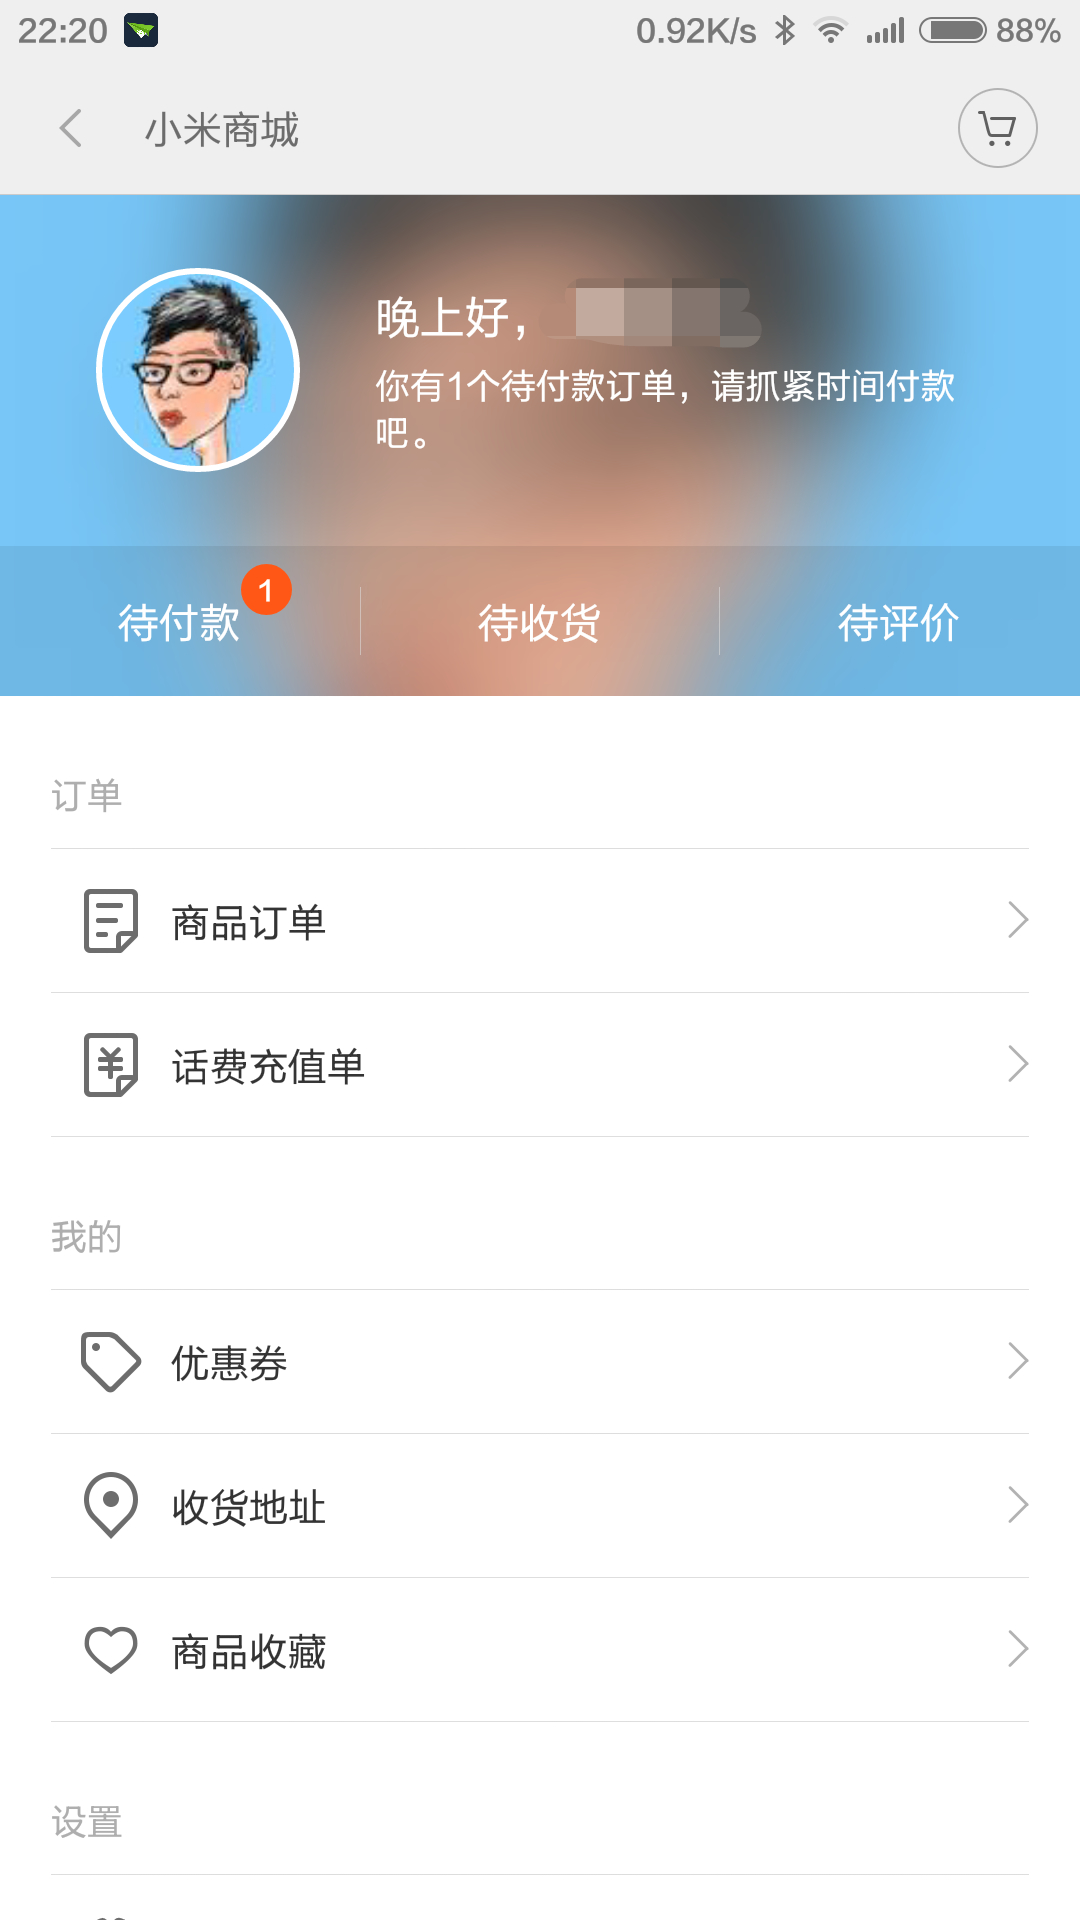 22:20 0.92K/s 88%
小米商城
晚上好，
你有1个待付款订单，请抓紧时间付款
吧。
待付款 1 待收货 待评价
订单
商品订单
话费充值单
我的
优惠券
收货地址
商品收藏
设置